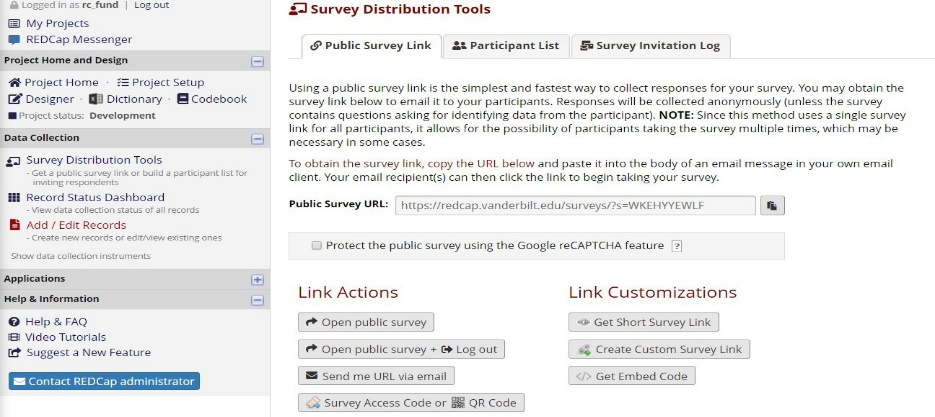 Logged in as rc_fund | Log out
My Projects
REDCap Messenger
Project Home and Design
Project Home · Project Setup
Designer · Dictionary · Codebook
Project status: Development
Data Collection
Survey Distribution Tools
- Get a public survey link or build a participant list for
inviting respondents
Record Status Dashboard
- View data collection status of all records
Add / Edit Records
- Create new records or edit/view existing ones
Show data collection instruments
Applications
Help & Information
Help & FAQ
Video Tutorials
Suggest a New Feature
Contact REDCap administrator
Survey Distribution Tools
Public Survey Link
Participant List
Survey Invitation Log
Using a public survey link is the simplest and fastest way to collect responses for your survey. You may obtain the
survey link below to email it to your participants. Responses will be collected anonymously (unless the survey
contains questions asking for identifying data from the participant). NOTE: Since this method uses a single survey
link for all participants, it allows for the possibility of participants taking the survey multiple times, which may be
necessary in some cases.
To obtain the survey link, copy the URL below and paste it into the body of an email message in your own email
client. Your email recipient(s) can then click the link to begin taking your survey.
Public Survey URL: https://redcap.vanderbilt.edu/surveys/?s=WKEHYYEWLF
Protect the public survey using the Google reCAPTCHA feature ?
Link Actions
Open public survey
Open public survey + Log out
Send me URL via email
Survey Access Code or QR Code
Link Customizations
Get Short Survey Link
Create Custom Survey Link
Get Embed Code